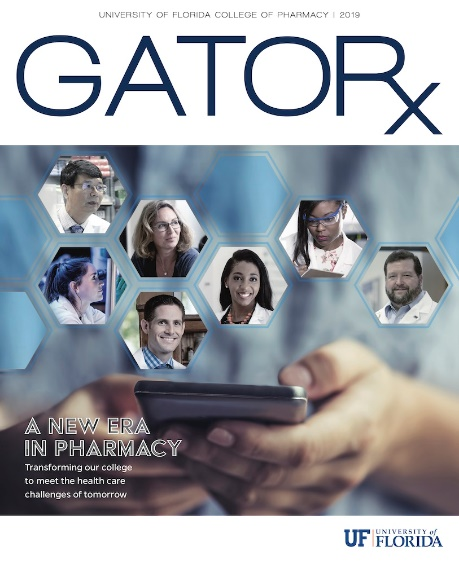 UNIVERSITY OF FLORIDA COLLEGE OF PHARMACY | 2019
GATORx
A NEW ERA
IN PHARMACY
Transforming our college
to meet the health care
challenges of tomorrow
UF UNIVERSITY of
FLORIDA